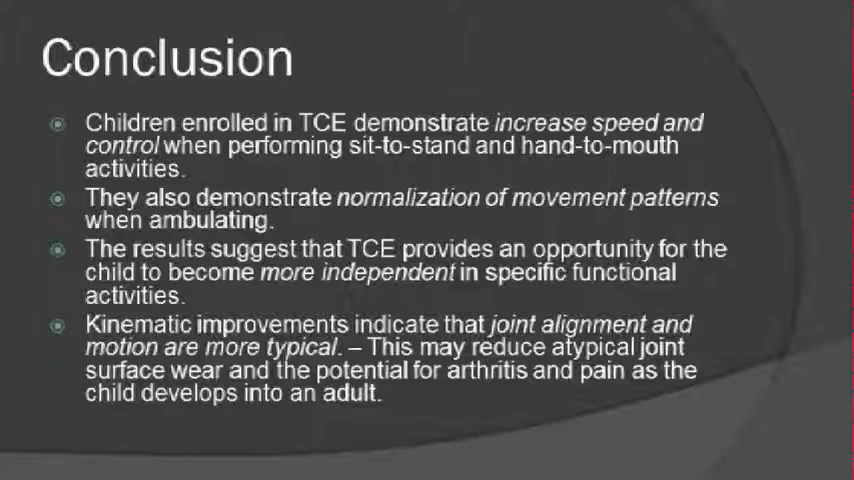 Conclusion
Children enrolled in TCE demonstrate increase speed and
control when performing sit-to-stand and hand-to-mouth
activities.
They also demonstrate normalization of movement patterns
when ambulating.
The results suggest that TCE provides an opportunity for the
child to become more independent in specific functional
activities.
Kinematic improvements indicate that joint alignment and
motion are more typical. – This may reduce atypical joint
surface wear and the potential for arthritis and pain as the
child develops into an adult.